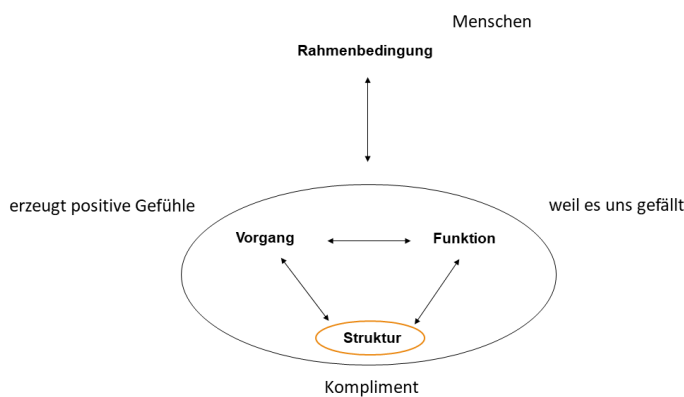 Menschen
Rahmenbedingung
erzeugt positive Gefühle
weil es uns gefällt
Vorgang
Funktion
Struktur
Kompliment